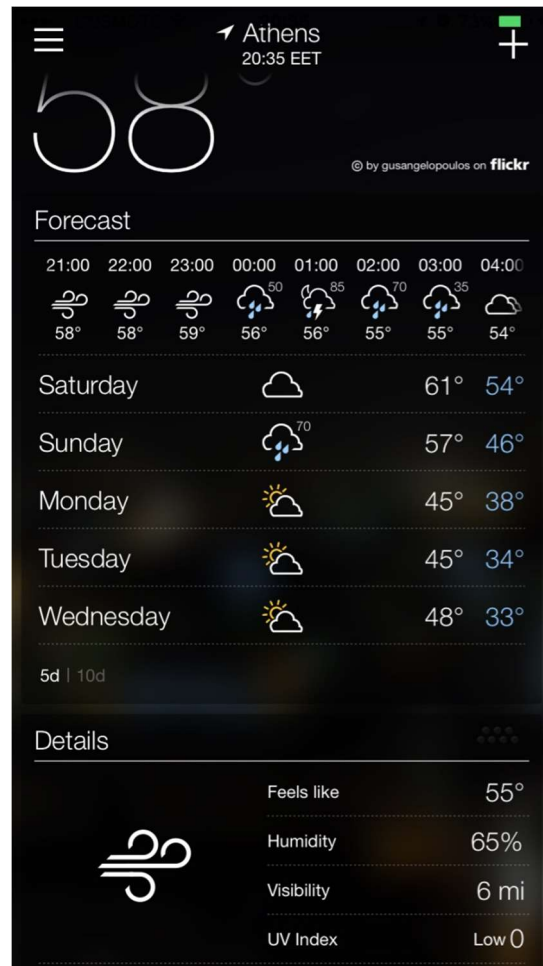 Athens
20:35 EET
58°
© by gusangelopoulos on flickr
Forecast
21:00 22:00 23:00 00:00 01:00 02:00 03:00 04:00
50 85 70 35
58° 58° 59° 56° 56° 55° 55° 54°
Saturday 61° 54°
Sunday 70 57° 46°
Monday 45° 38°
Tuesday 45° 34°
Wednesday 48° 33°
5d | 10d
Details
Feels like 55°
Humidity 65%
Visibility 6 mi
UV Index Low 0